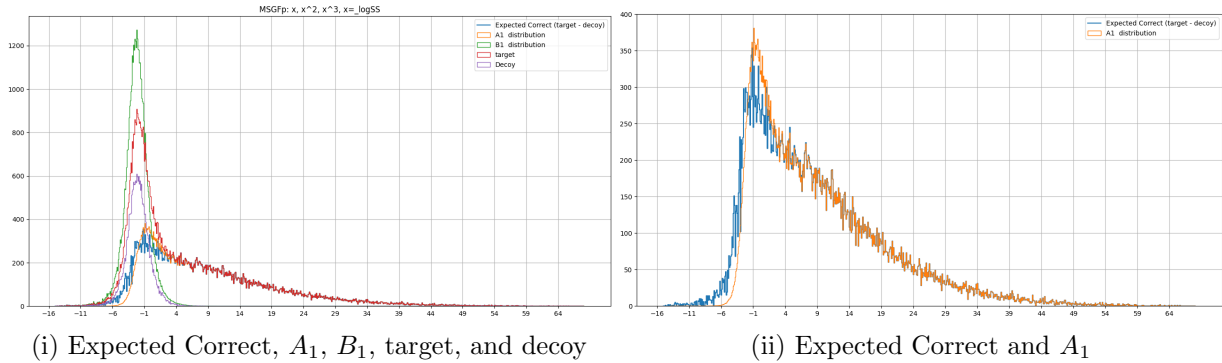 MSGFp: x, x^2, x^3, x=_logSS
Expected Correct (target - decoy)
A1 distribution
B1 distribution
target
Decoy
1200
1000
800
600
400
200
0
-16 -11 -6 -1 4 9 14 19 24 29 34 39 44 49 54 59 64
(i) Expected Correct, A₁, B₁, target, and decoy
Expected Correct (target - decoy)
A1 distribution
400
350
300
250
200
150
100
50
0
-16 -11 -6 -1 4 9 14 19 24 29 34 39 44 49 54 59 64
(ii) Expected Correct and A₁